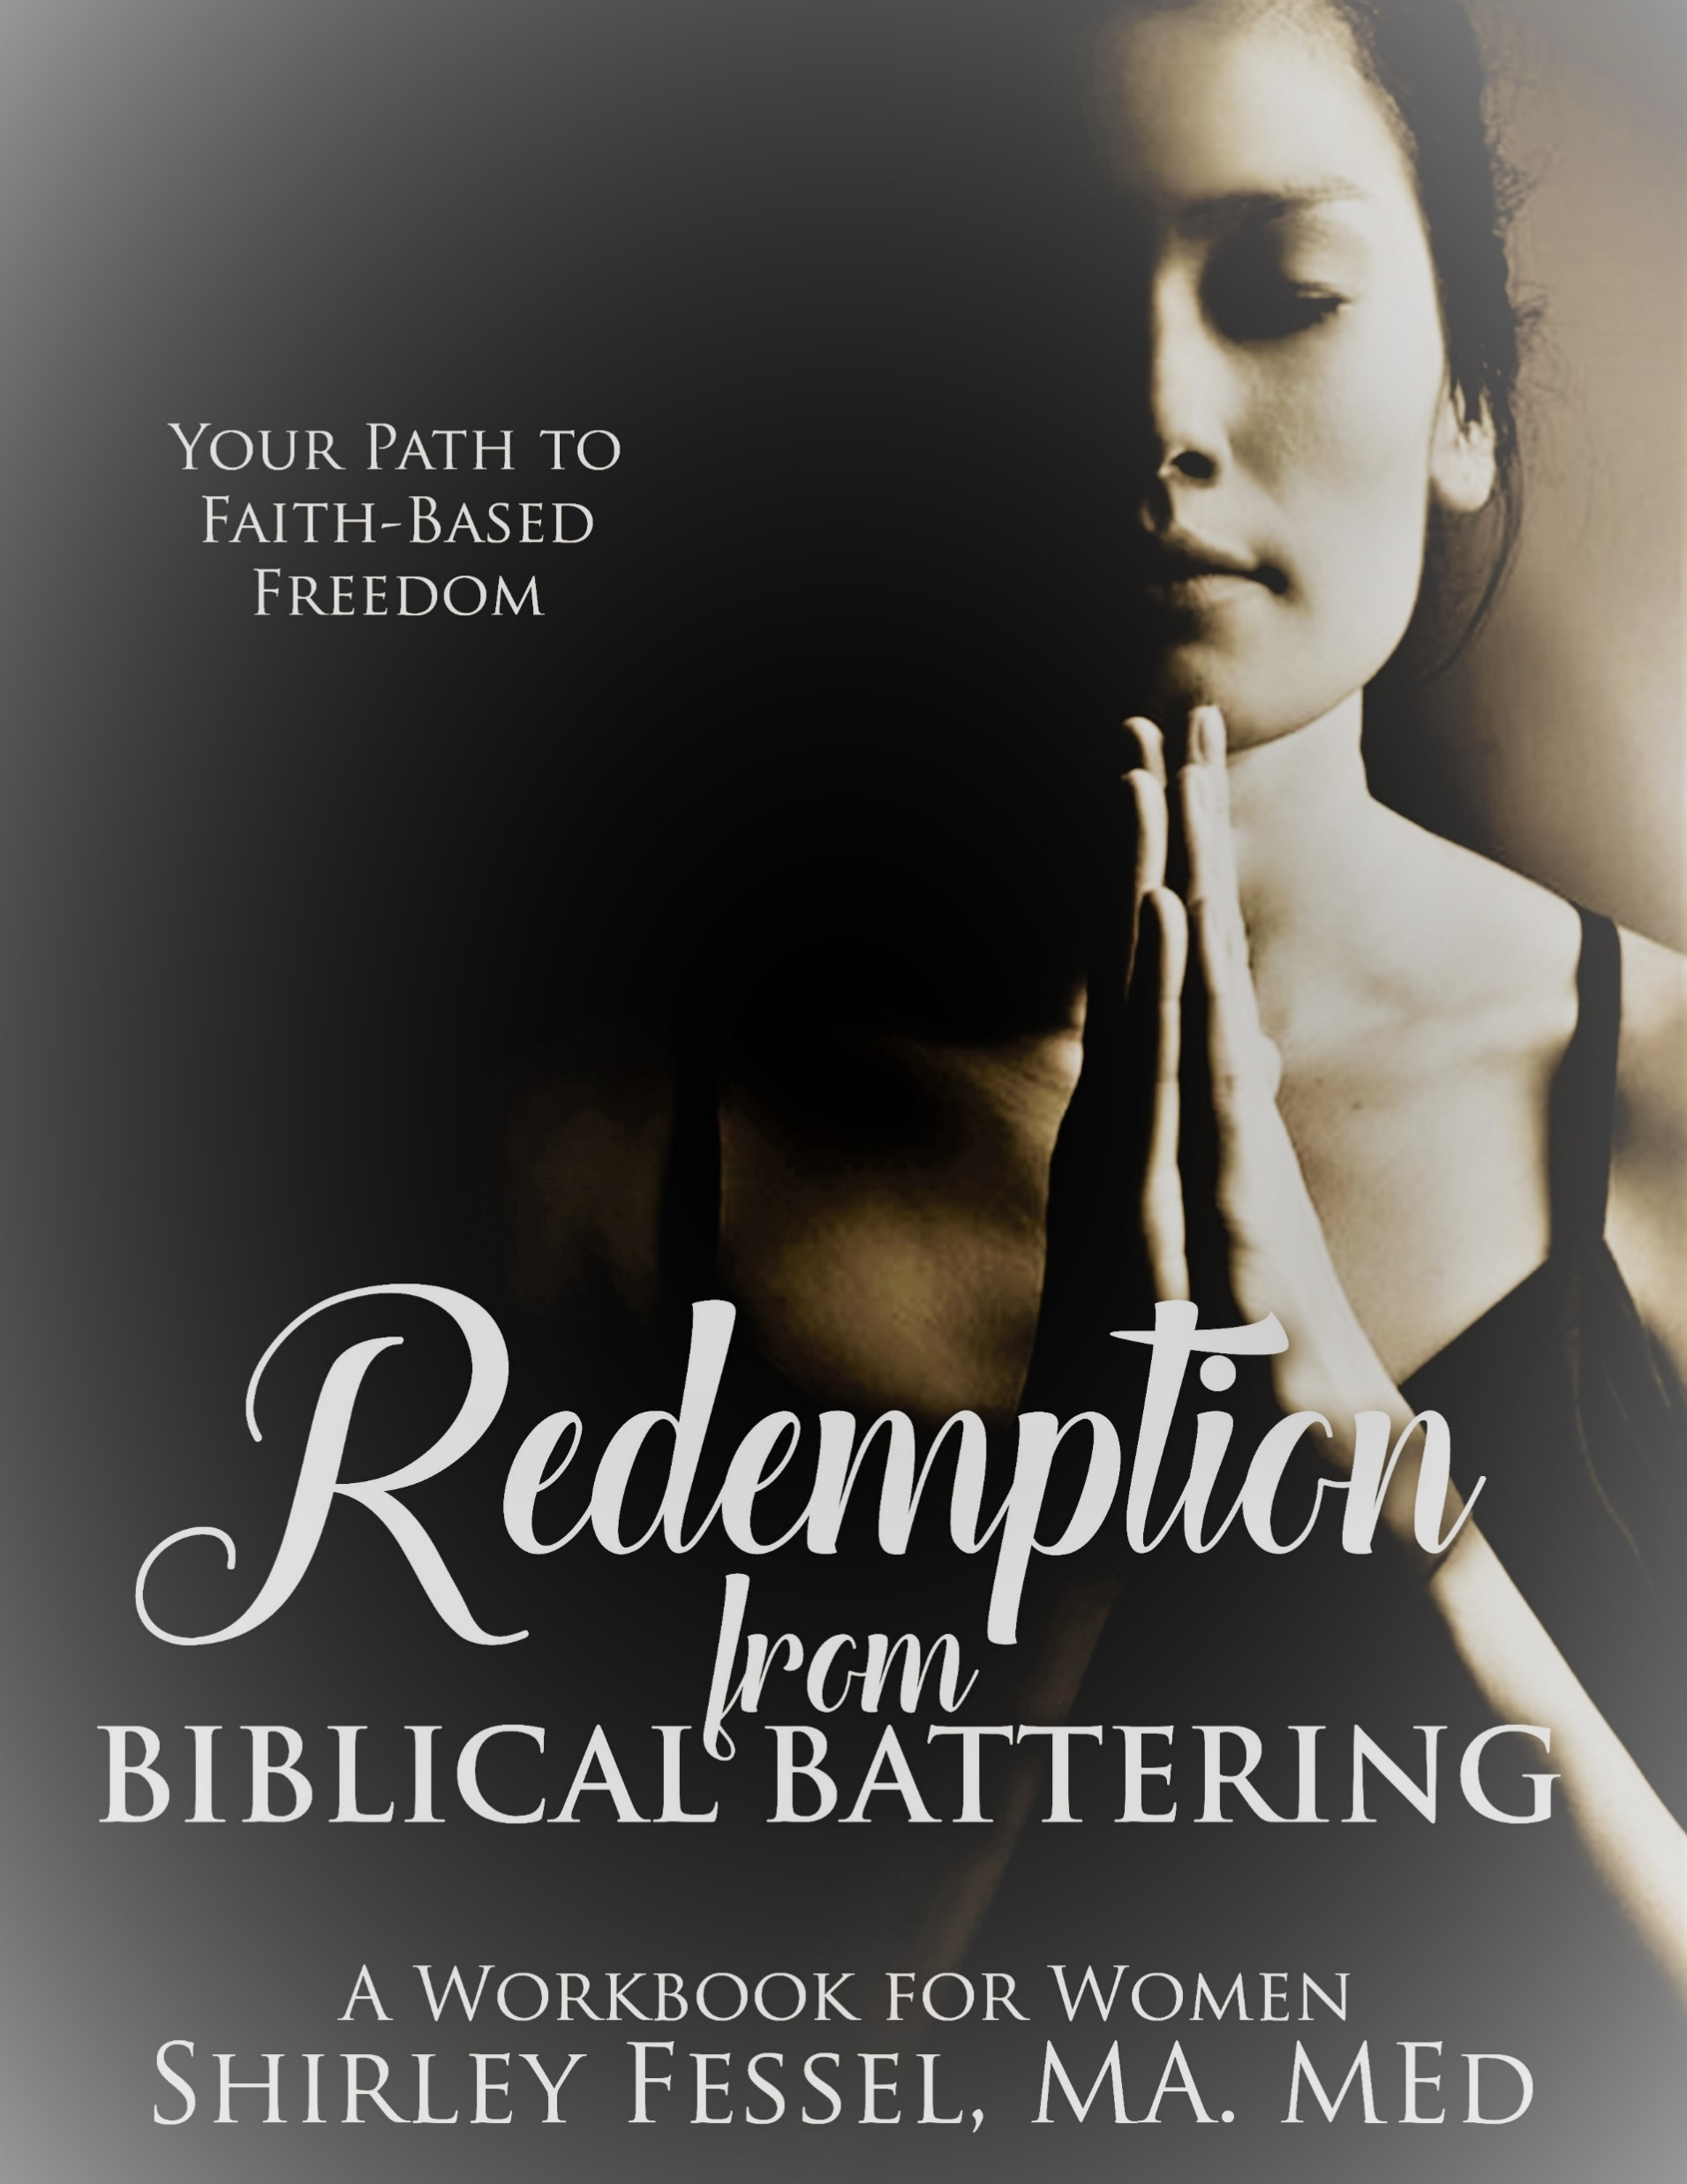 Your Path to
Faith-Based
Freedom
Redemption
from
BIBLICAL BATTERING
A Workbook for Women
Shirley Fessel, MA. MEd